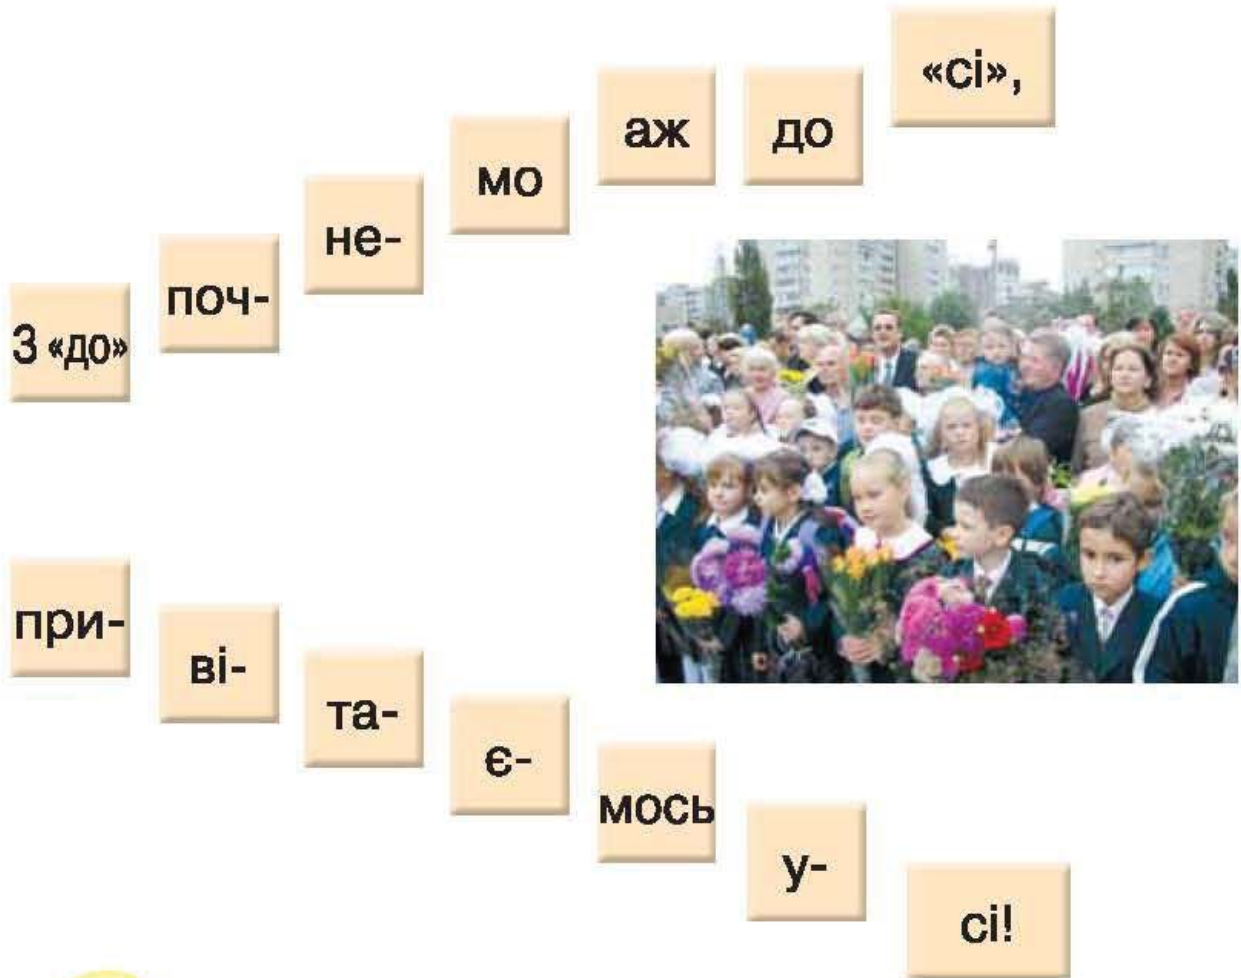 З «до» поч- не- мо аж до «сі»,
при- ві- та- є- мось у- сі!